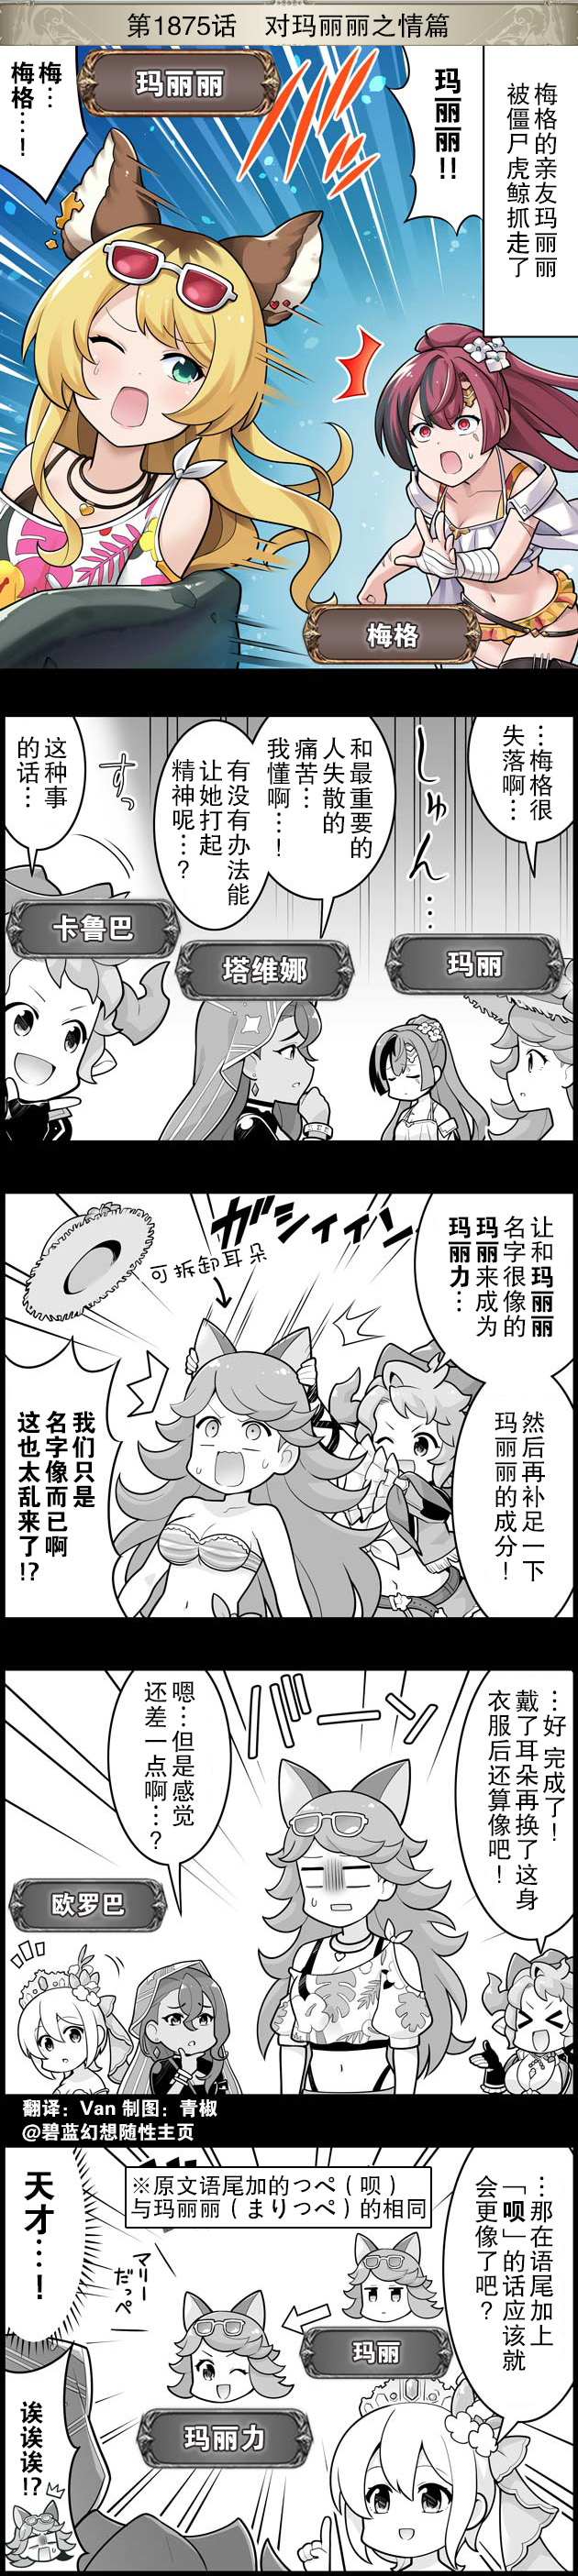 第1875话　对玛丽丽之情篇
梅格的亲友玛丽丽
被僵尸虎鲸抓走了
玛丽丽!!
玛丽丽
梅…
梅格…!
梅格
…梅格很
失落啊…
しゅん…
和最重要的
人失散的
痛苦…
我懂啊…!
有没有办法能
让她打起
精神呢…?
すっ
这种事
的话…
玛丽
塔维娜
卡鲁巴
让和玛丽丽
名字很像的
玛丽来成为
玛丽力…
ガシィィン
可拆卸耳朵
然后再补足一下
玛丽丽的成分!
我们只是
名字像而已啊
这也太乱来了!?
…好 完成了!
戴了耳朵再换了这身
衣服后还算像吧!
嗯…但是感觉
还差一点啊…?
欧罗巴
翻译：Van 制图：青椒
@碧蓝幻想随性主页
…那在语尾加上
「呗」的话应该就
会更像了吧?
※原文语尾加的つぺ（呗）
与玛丽丽（まりつぺ）的相同
玛丽
マリー
だっぺ
玛丽力
天才…!
诶诶诶!?